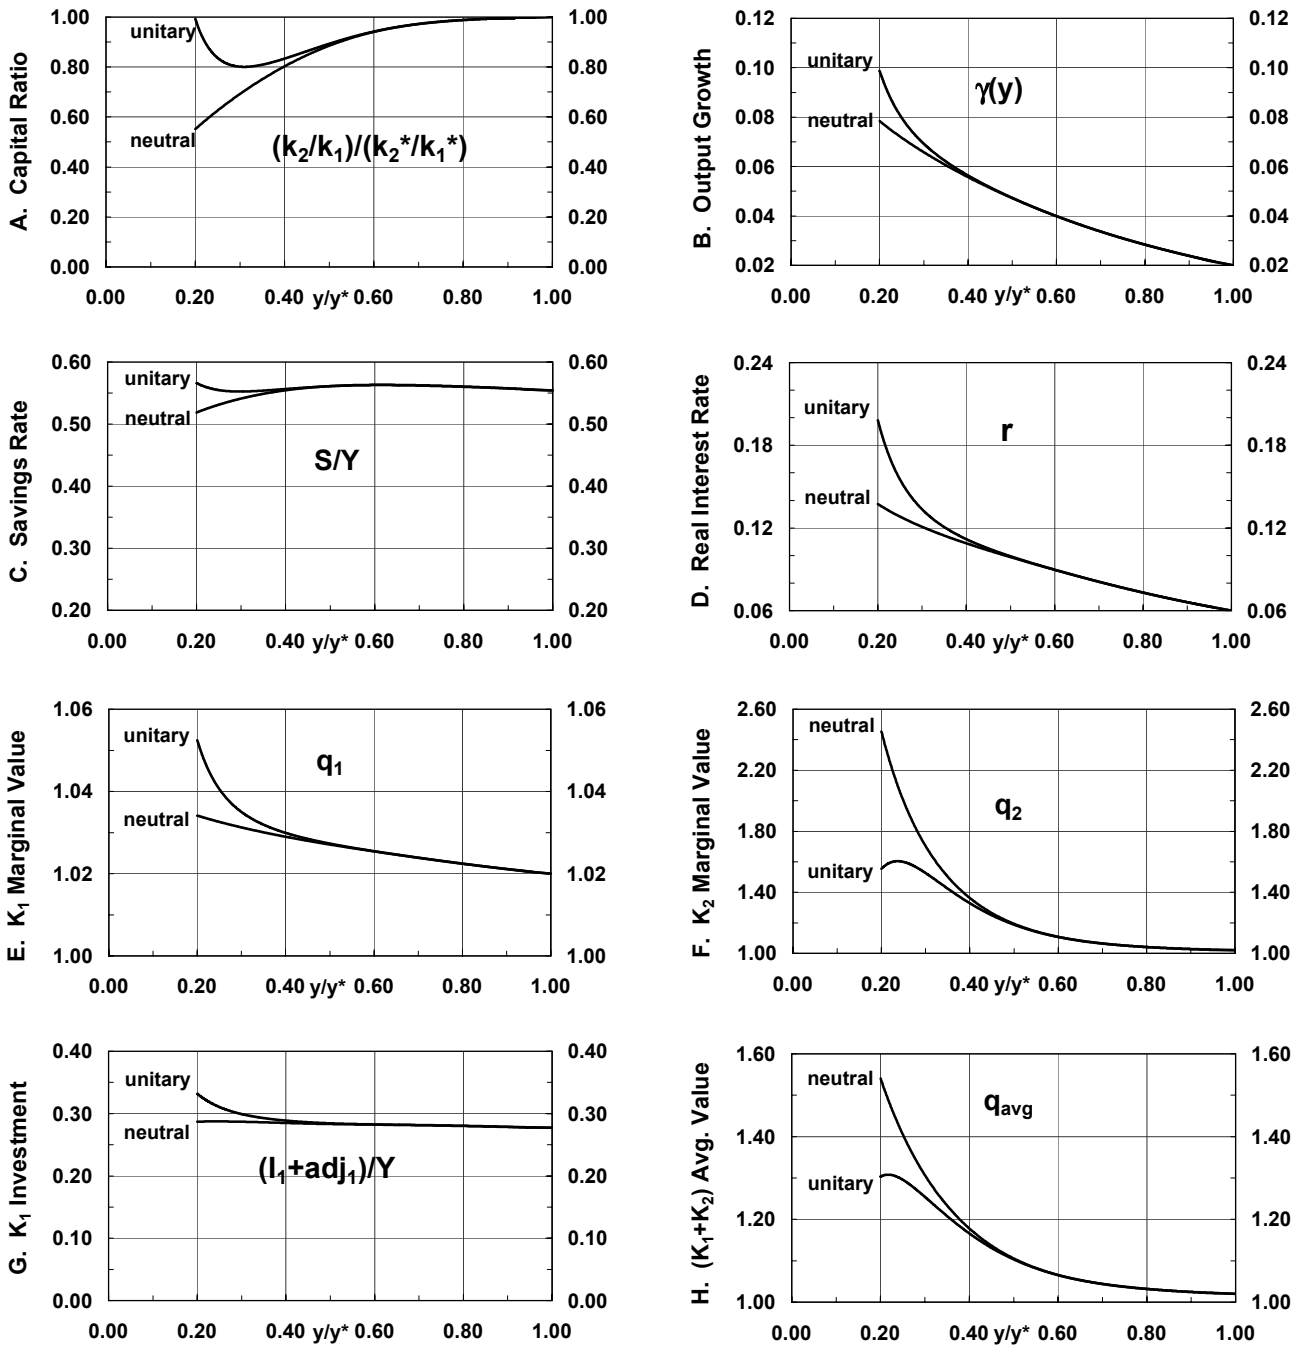 A. Capital Ratio
1.00
0.80
0.60
0.40
0.20
0.00
unitary
neutral
(k₂/k₁)/(k₂*/k₁*)
1.00
0.80
0.60
0.40
0.20
0.00
0.00 0.20 0.40 y/y* 0.60 0.80 1.00
B. Output Growth
0.12
0.10
0.08
0.06
0.04
0.02
unitary
neutral
γ(y)
0.12
0.10
0.08
0.06
0.04
0.02
0.00 0.20 0.40 y/y* 0.60 0.80 1.00
C. Savings Rate
0.60
0.50
0.40
0.30
0.20
unitary
neutral
S/Y
0.60
0.50
0.40
0.30
0.20
0.00 0.20 0.40 y/y* 0.60 0.80 1.00
D. Real Interest Rate
0.24
0.18
0.12
0.06
unitary
neutral
r
0.24
0.18
0.12
0.06
0.00 0.20 0.40 y/y* 0.60 0.80 1.00
E. K₁ Marginal Value
1.06
1.04
1.02
1.00
unitary
neutral
q₁
1.06
1.04
1.02
1.00
0.00 0.20 0.40 y/y* 0.60 0.80 1.00
F. K₂ Marginal Value
2.60
2.20
1.80
1.40
1.00
neutral
unitary
q₂
2.60
2.20
1.80
1.40
1.00
0.00 0.20 0.40 y/y* 0.60 0.80 1.00
G. K₁ Investment
0.40
0.30
0.20
0.10
0.00
unitary
neutral
(I₁+adj₁)/Y
0.40
0.30
0.20
0.10
0.00
0.00 0.20 0.40 y/y* 0.60 0.80 1.00
H. (K₁+K₂) Avg. Value
1.60
1.40
1.20
1.00
neutral
unitary
q_avg
1.60
1.40
1.20
1.00
0.00 0.20 0.40 y/y* 0.60 0.80 1.00